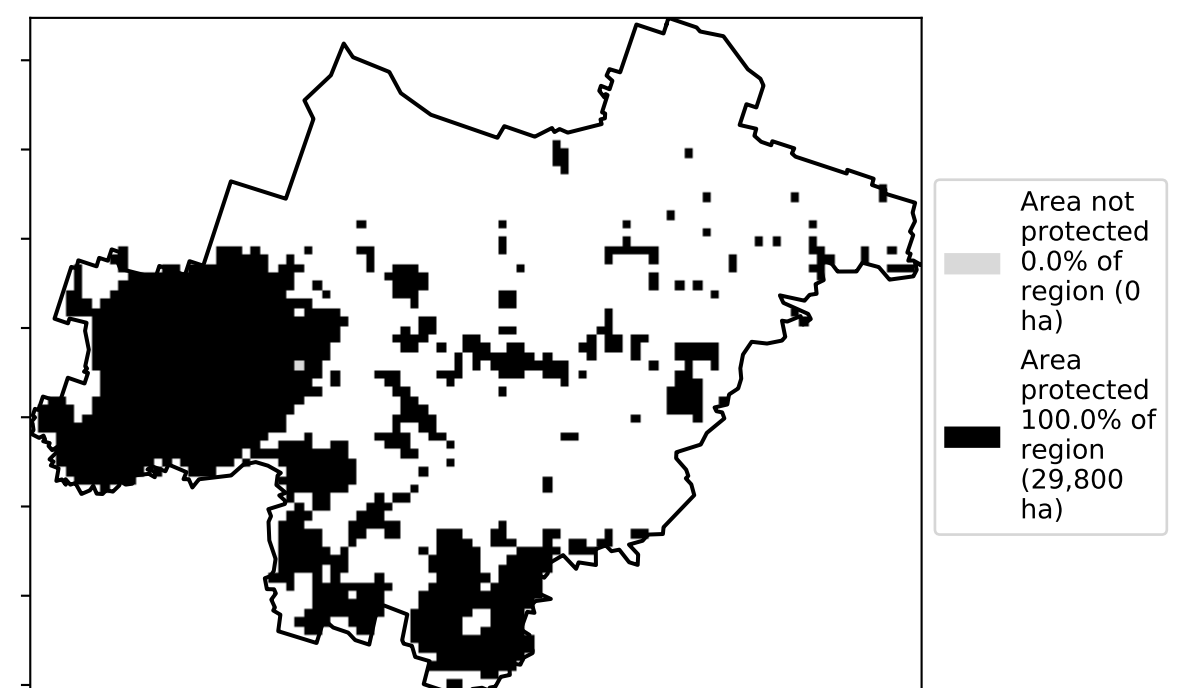 Area not
protected
0.0% of
region (0
ha)
Area
protected
100.0% of
region
(29,800
ha)